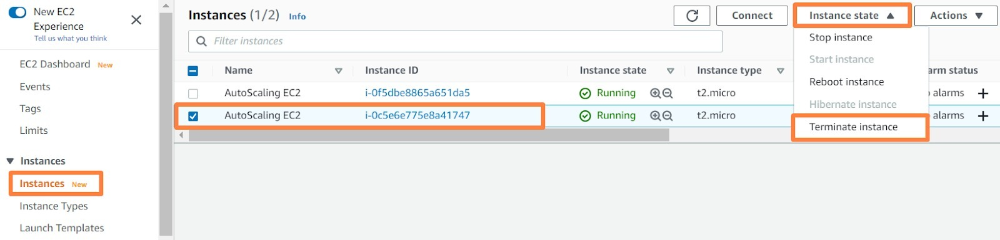 New EC2
Experience
Tell us what you think
EC2 Dashboard New
Events
Tags
Limits
Instances
Instances New
Instance Types
Launch Templates
Instances (1/2) Info
Connect
Instance state
Actions
Filter instances
Stop instance
Start instance
Reboot instance
Hibernate instance
Terminate instance
Name Instance ID Instance state Instance type arm status
AutoScaling EC2 i-0f5dbe8865a651da5 Running t2.micro alarms +
AutoScaling EC2 i-0c5e6e775e8a41747 Running t2.micro alarms +